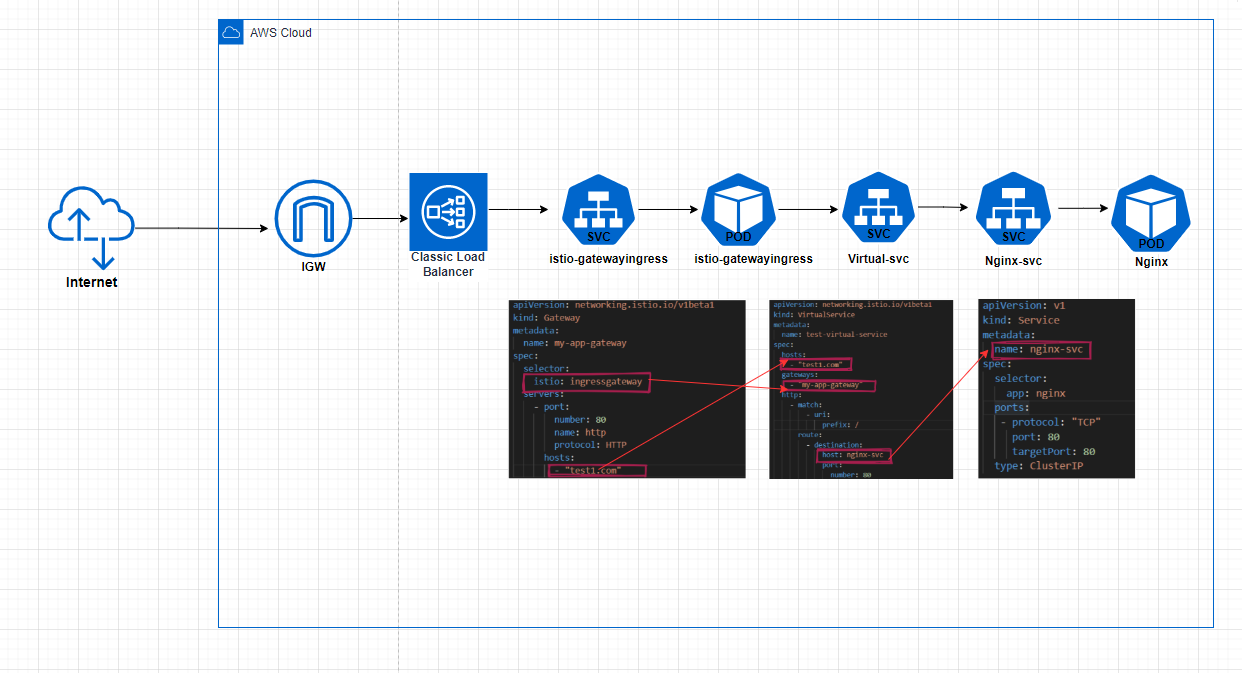 AWS Cloud
Internet
IGW
Classic Load
Balancer
SVC
istio-gatewayingress
POD
istio-gatewayingress
SVC
Virtual-svc
SVC
Nginx-svc
POD
Nginx
apiVersion: networking.istio.io/v1beta1
kind: Gateway
metadata:
name: my-app-gateway
spec:
selector:
istio: ingressgateway
servers:
- port:
number: 80
name: http
protocol: HTTP
hosts:
- "test1.com"
apiVersion: networking.istio.io/v1beta1
kind: VirtualService
metadata:
name: test-virtual-service
spec:
hosts:
- "test1.com"
gateways:
- "my-app-gateway"
http:
- match:
- uri:
prefix: /
route:
- destination:
host: nginx-svc
port:
number: 80
apiVersion: v1
kind: Service
metadata:
name: nginx-svc
spec:
selector:
app: nginx
ports:
- protocol: "TCP"
port: 80
targetPort: 80
type: ClusterIP